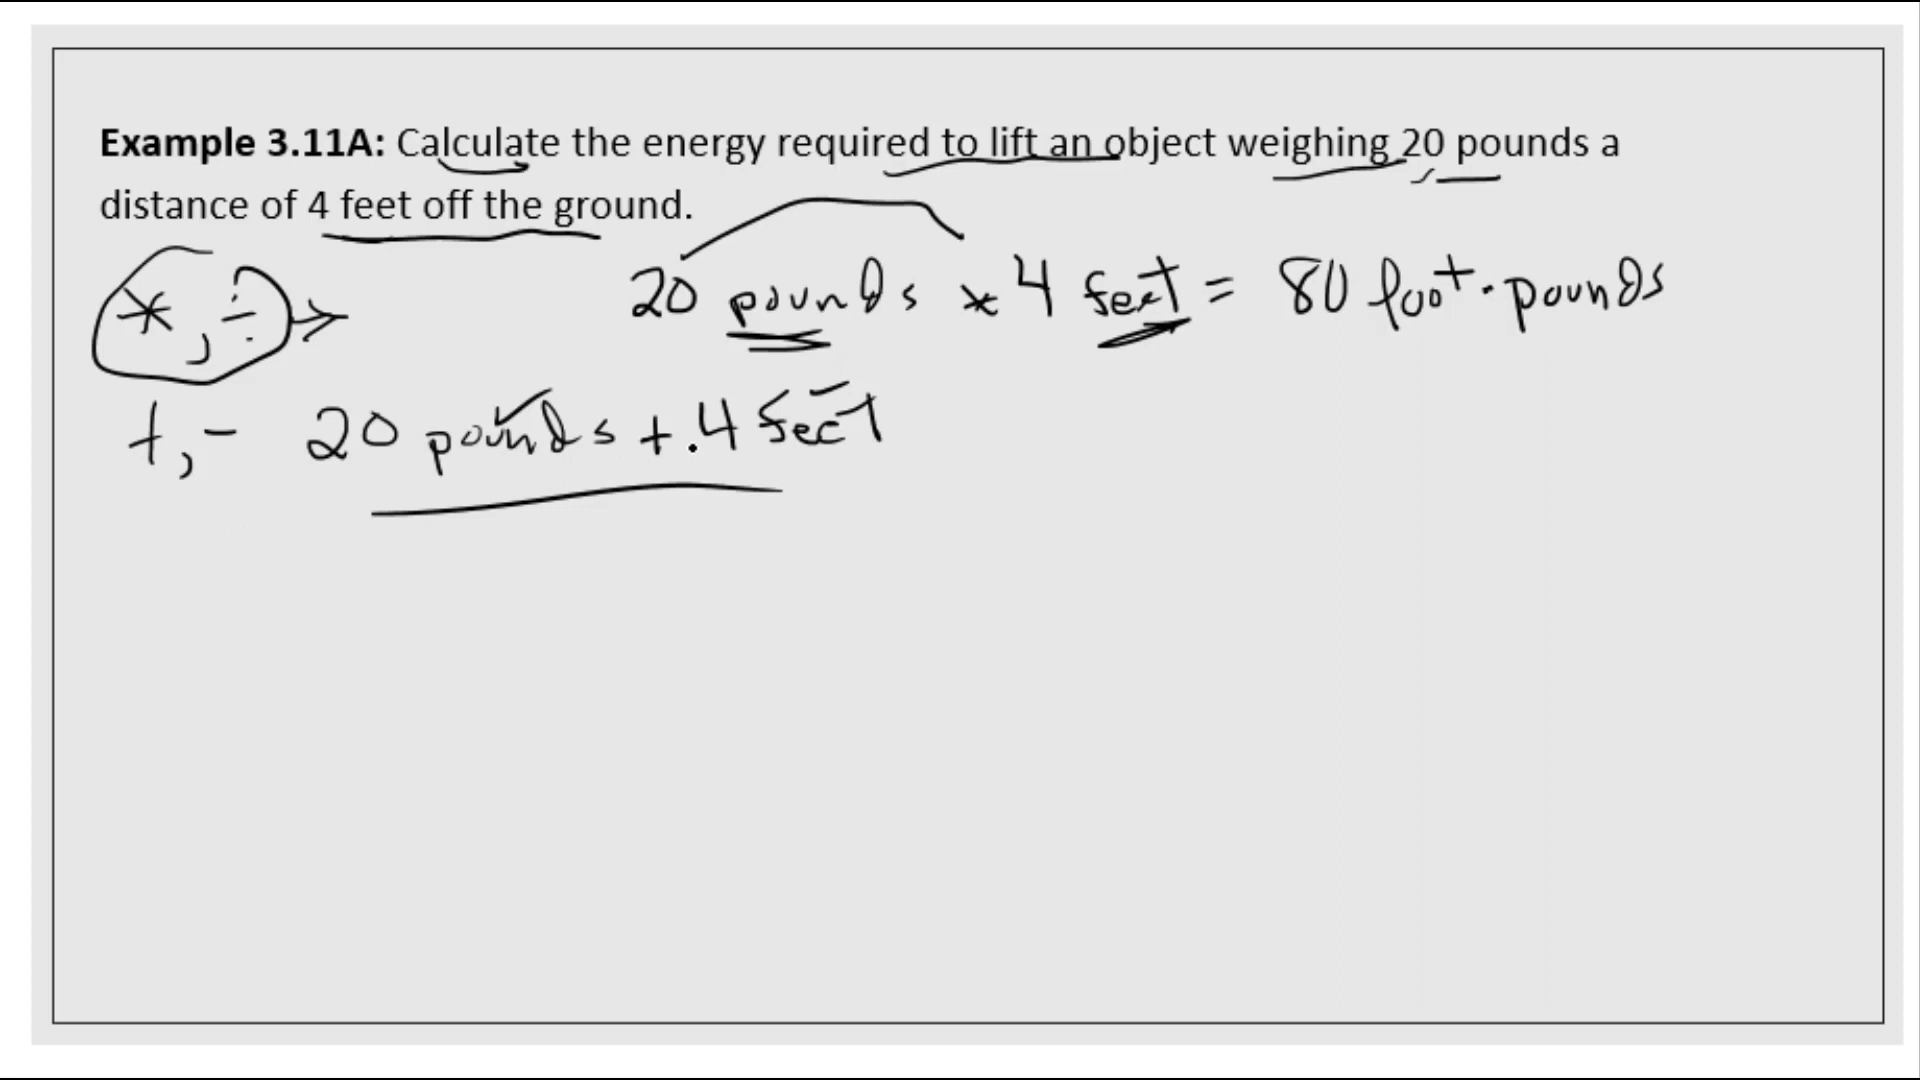 Example 3.11A: Calculate the energy required to lift an object weighing 20 pounds a
distance of 4 feet off the ground.
*, ÷ → 20 pounds * 4 feet = 80 foot·pounds
+, - 20 pounds + 4 feet